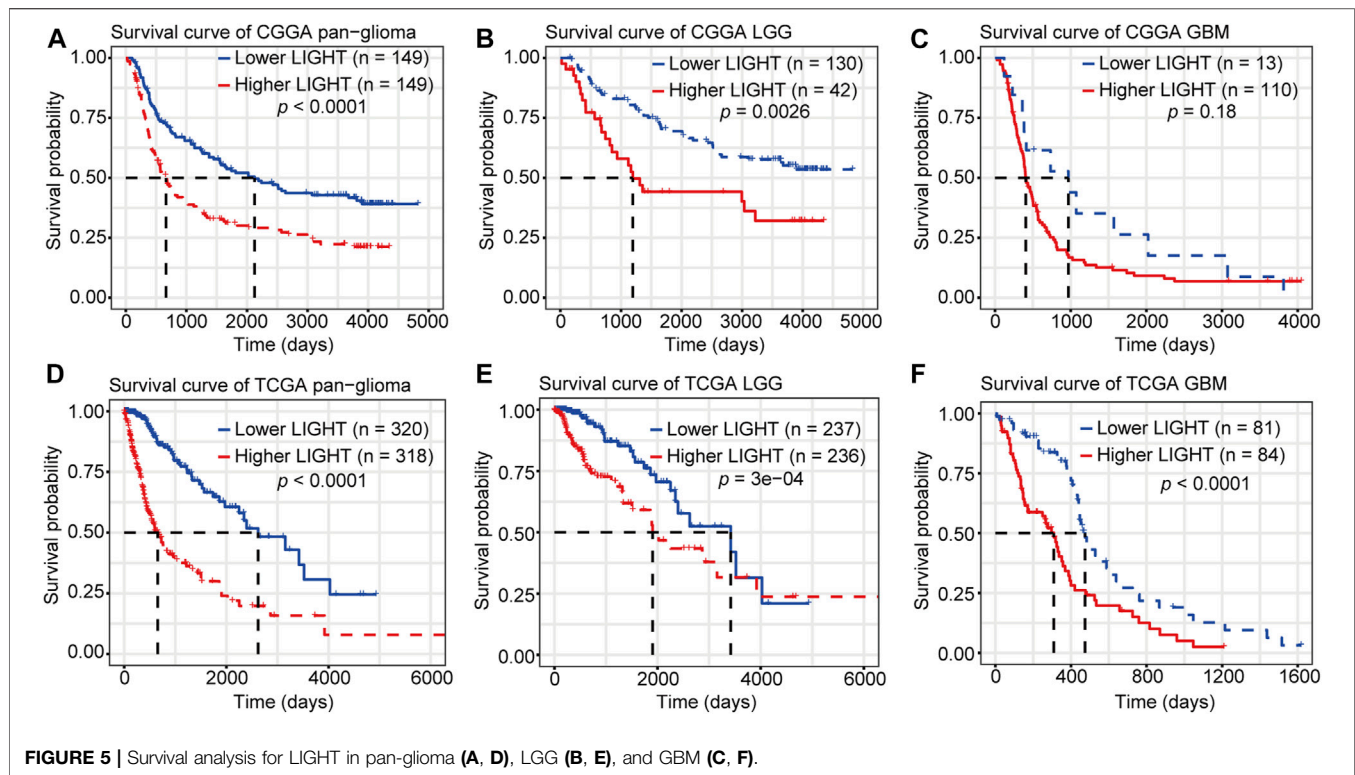 A
Survival curve of CGGA pan-glioma
Lower LIGHT (n = 149)
Higher LIGHT (n = 149)
p < 0.0001
Survival probability
1.00
0.75
0.50
0.25
0.00
0 1000 2000 3000 4000 5000
Time (days)
B
Survival curve of CGGA LGG
Lower LIGHT (n = 130)
Higher LIGHT (n = 42)
p = 0.0026
Survival probability
1.00
0.75
0.50
0.25
0.00
0 1000 2000 3000 4000 5000
Time (days)
C
Survival curve of CGGA GBM
Lower LIGHT (n = 13)
Higher LIGHT (n = 110)
p = 0.18
Survival probability
1.00
0.75
0.50
0.25
0.00
0 1000 2000 3000 4000
Time (days)
D
Survival curve of TCGA pan-glioma
Lower LIGHT (n = 320)
Higher LIGHT (n = 318)
p < 0.0001
Survival probability
1.00
0.75
0.50
0.25
0.00
0 2000 4000 6000
Time (days)
E
Survival curve of TCGA LGG
Lower LIGHT (n = 237)
Higher LIGHT (n = 236)
p = 3e-04
Survival probability
1.00
0.75
0.50
0.25
0.00
0 2000 4000 6000
Time (days)
F
Survival curve of TCGA GBM
Lower LIGHT (n = 81)
Higher LIGHT (n = 84)
p < 0.0001
Survival probability
1.00
0.75
0.50
0.25
0.00
0 400 800 1200 1600
Time (days)
FIGURE 5 | Survival analysis for LIGHT in pan-glioma (A, D), LGG (B, E), and GBM (C, F).